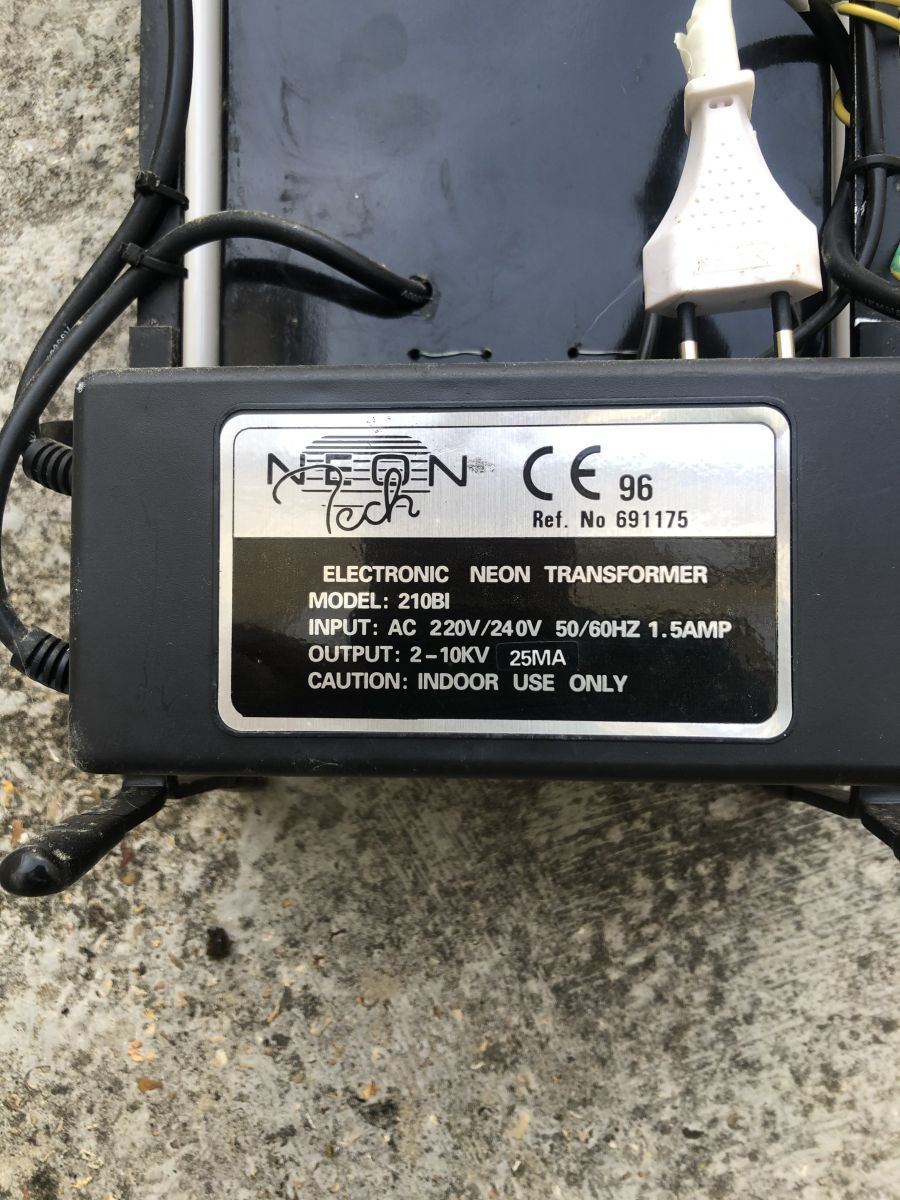 NEON
Tech
CE 96
Ref. No 691175
ELECTRONIC NEON TRANSFORMER
MODEL: 210BI
INPUT: AC 220V/240V 50/60HZ 1.5AMP
OUTPUT: 2-10KV 25MA
CAUTION: INDOOR USE ONLY